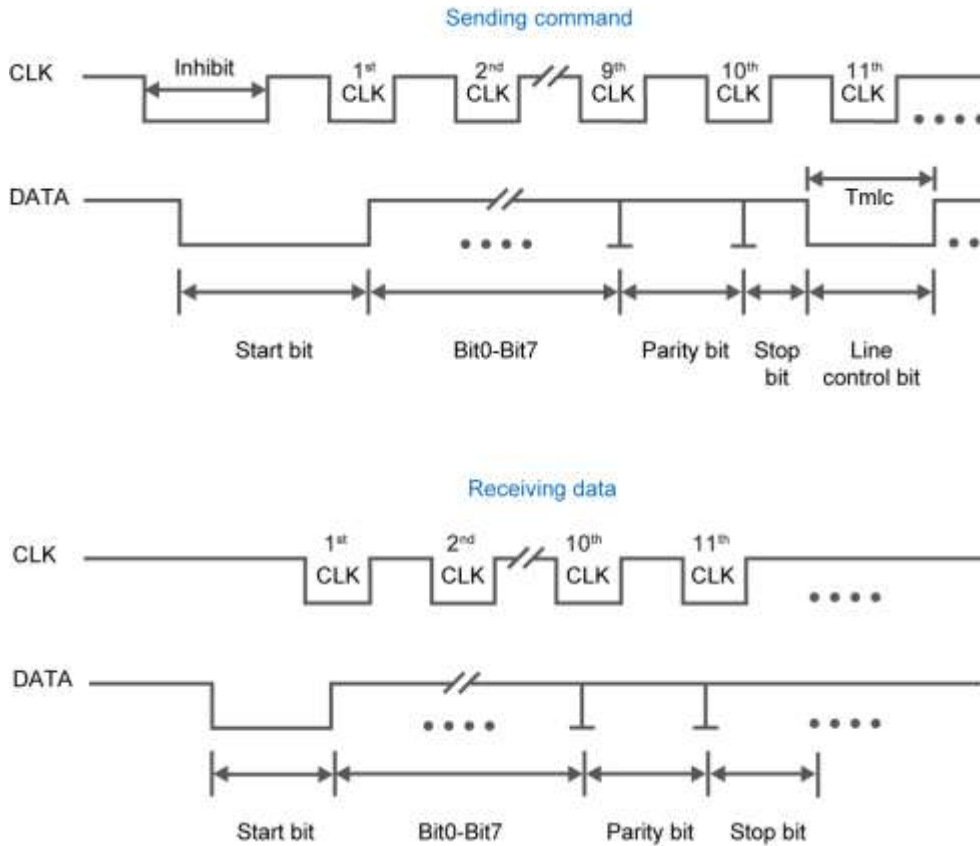 Sending command
CLK
Inhibit
1st CLK
2nd CLK
9th CLK
10th CLK
11th CLK
DATA
Tmlc
Start bit
Bit0-Bit7
Parity bit
Stop bit
Line control bit
Receiving data
CLK
1st CLK
2nd CLK
10th CLK
11th CLK
DATA
Start bit
Bit0-Bit7
Parity bit
Stop bit